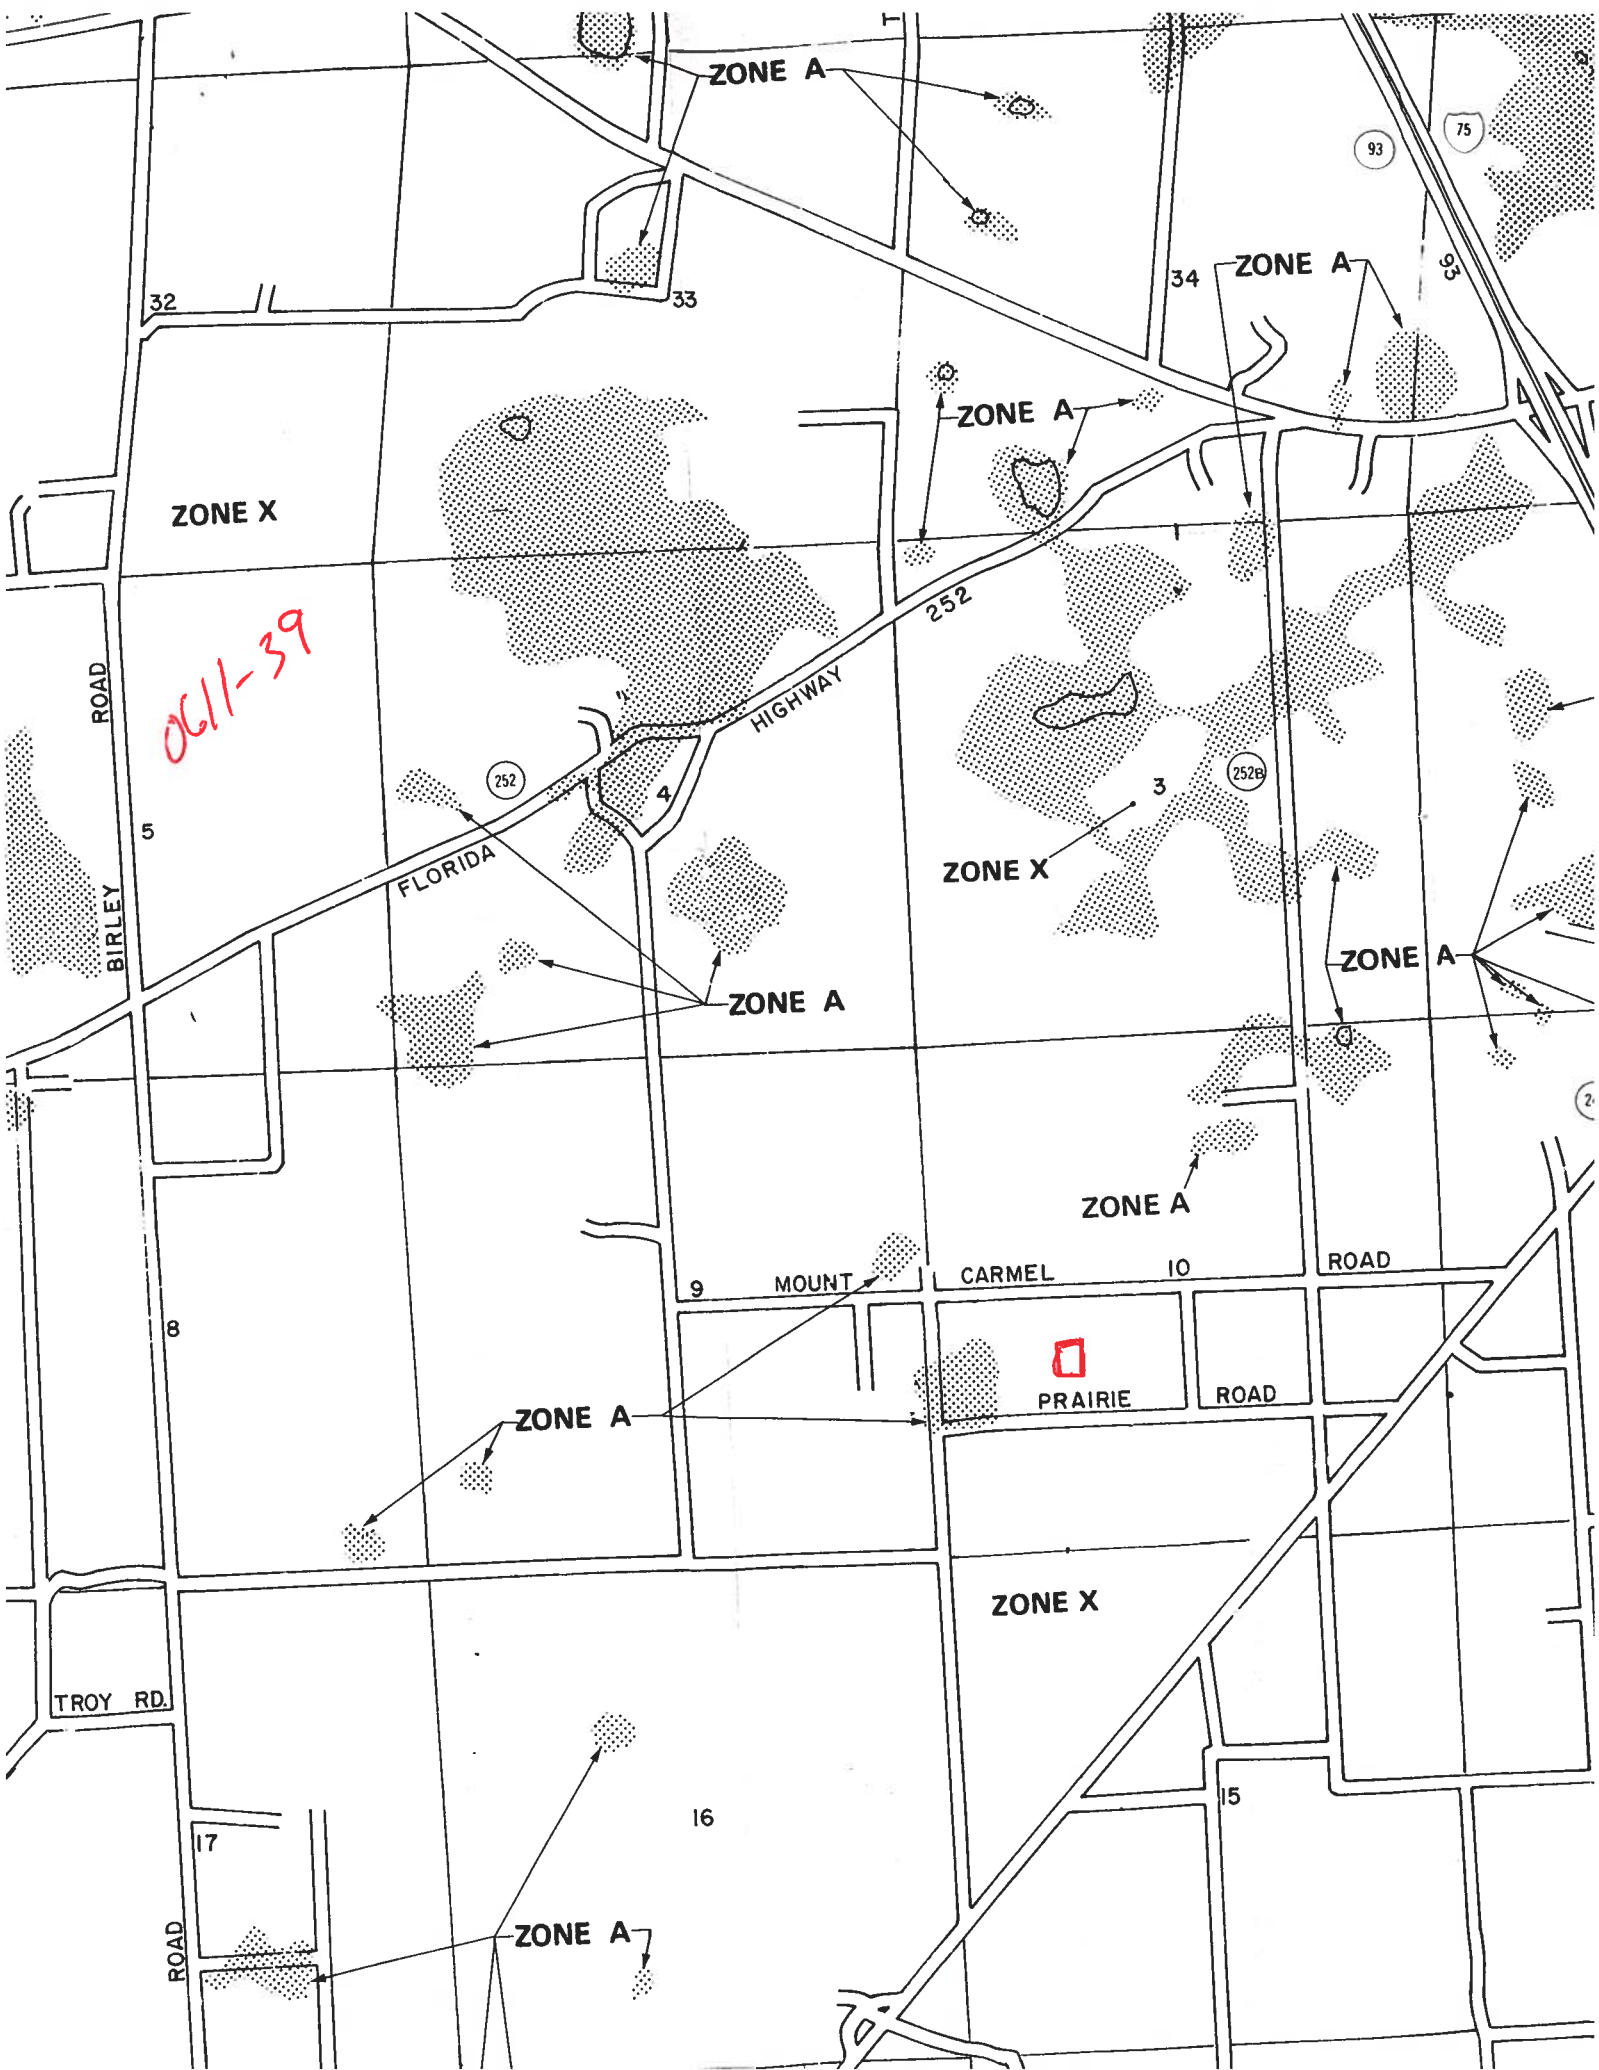 T
ZONE A
75
93
93
ZONE A
34
32
33
ZONE A
ZONE X
252
0611-39
ROAD
HIGHWAY
252
252B
3
4
5
ZONE X
FLORIDA
BIRLEY
ZONE A
ZONE A
ZONE A
ROAD
10
CARMEL
MOUNT
9
8
PRAIRIE
ROAD
ZONE A
ZONE X
TROY RD.
15
16
17
ZONE A
ROAD